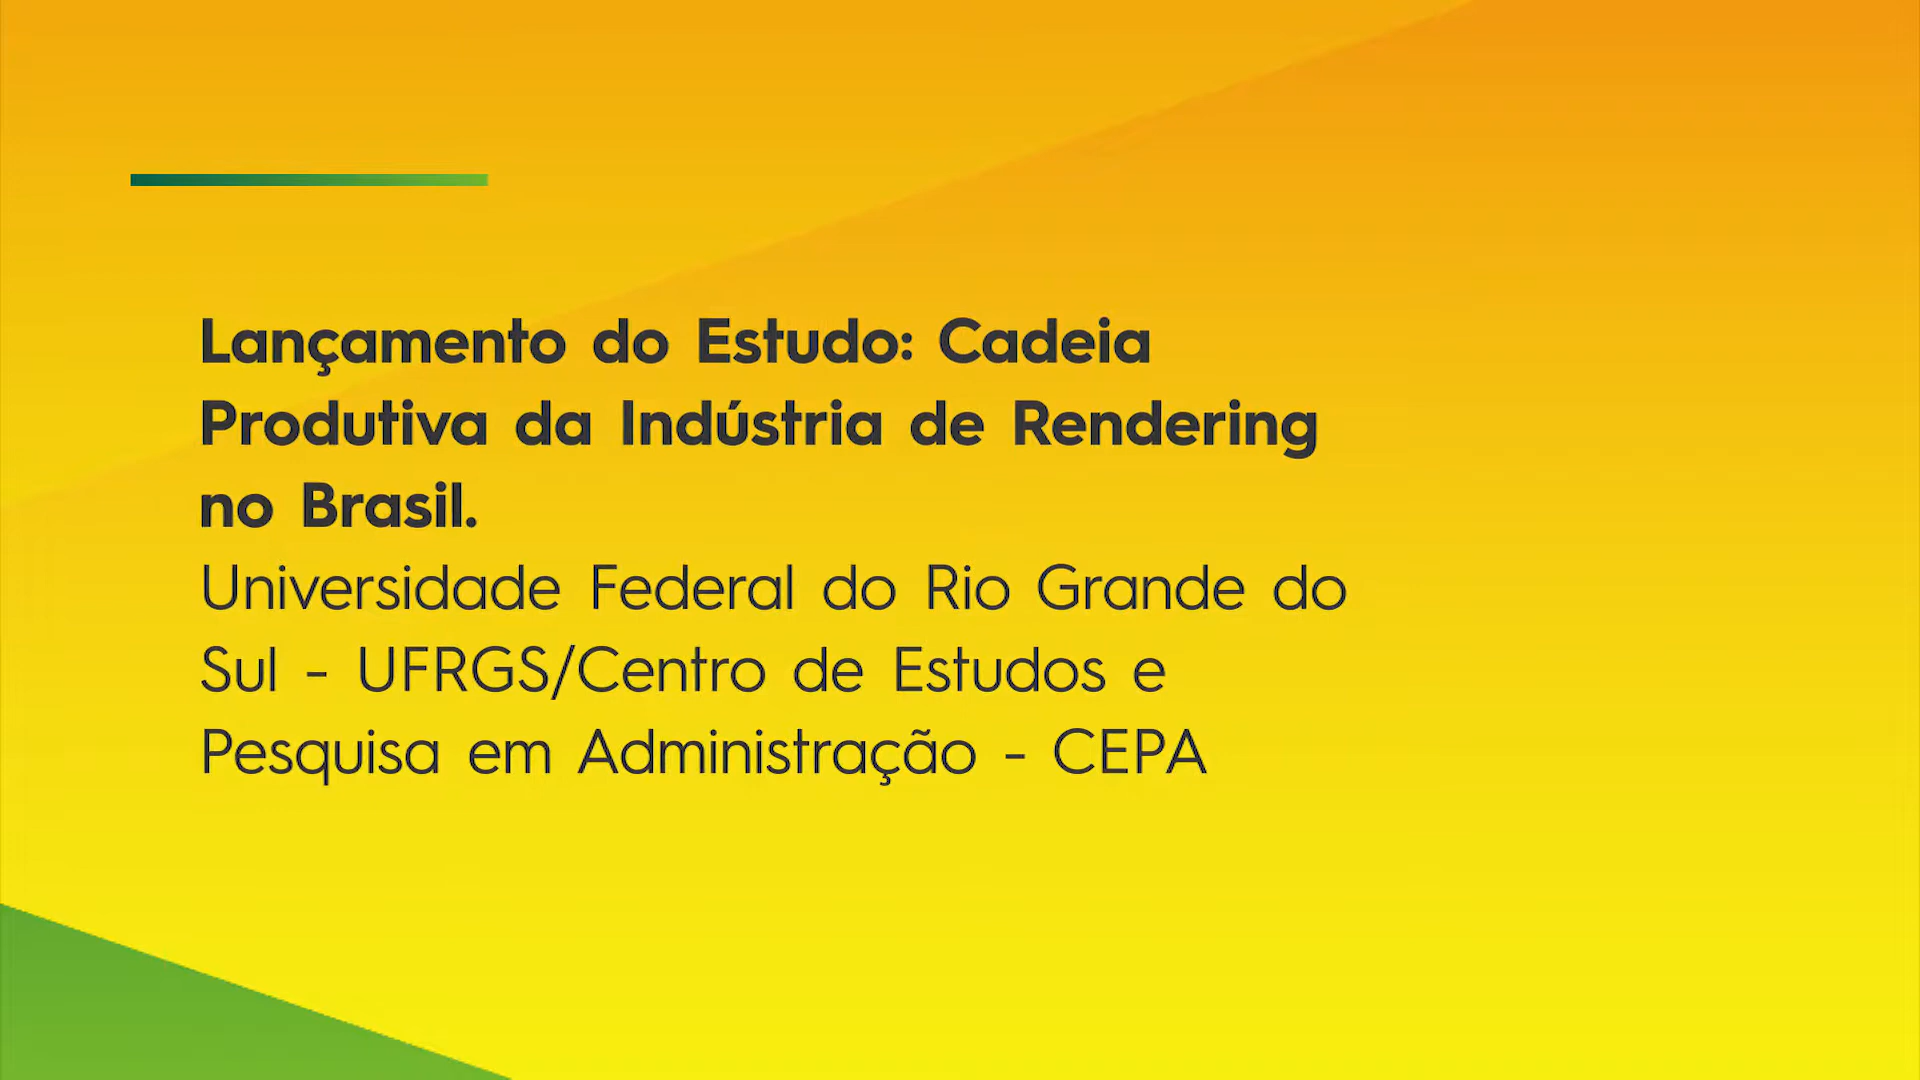 Lançamento do Estudo: Cadeia
Produtiva da Indústria de Rendering
no Brasil.
Universidade Federal do Rio Grande do
Sul - UFRGS/Centro de Estudos e
Pesquisa em Administração - CEPA